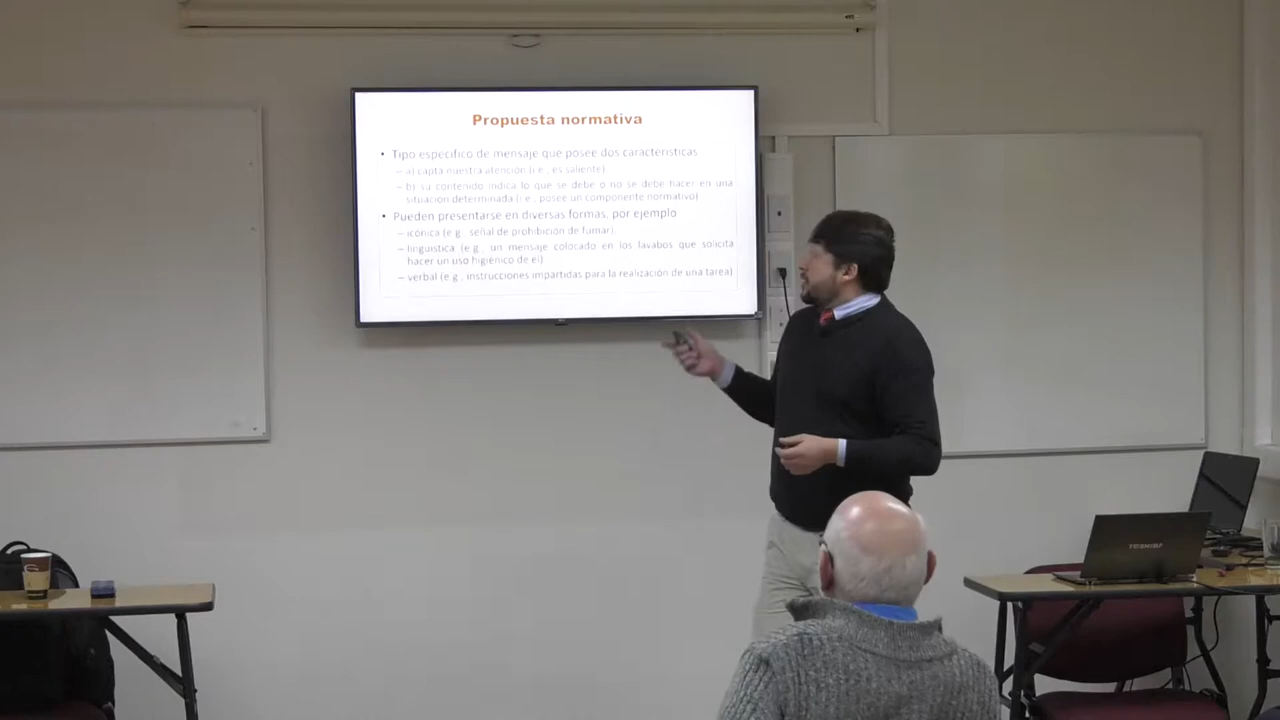 Propuesta normativa
• Tipo específico de mensaje que posee dos características
– a) capta nuestra atención (i.e., es saliente)
– b) su contenido indica lo que se debe o no se debe hacer en una
situación determinada (i.e., posee un componente normativo)
• Pueden presentarse en diversas formas, por ejemplo
– icónica (e.g., señal de prohibición de fumar).
– lingüística (e.g., un mensaje colocado en los lavabos que solicita
hacer un uso higiénico de él)
– verbal (e.g., instrucciones impartidas para la realización de una tarea)
TOSHIBA